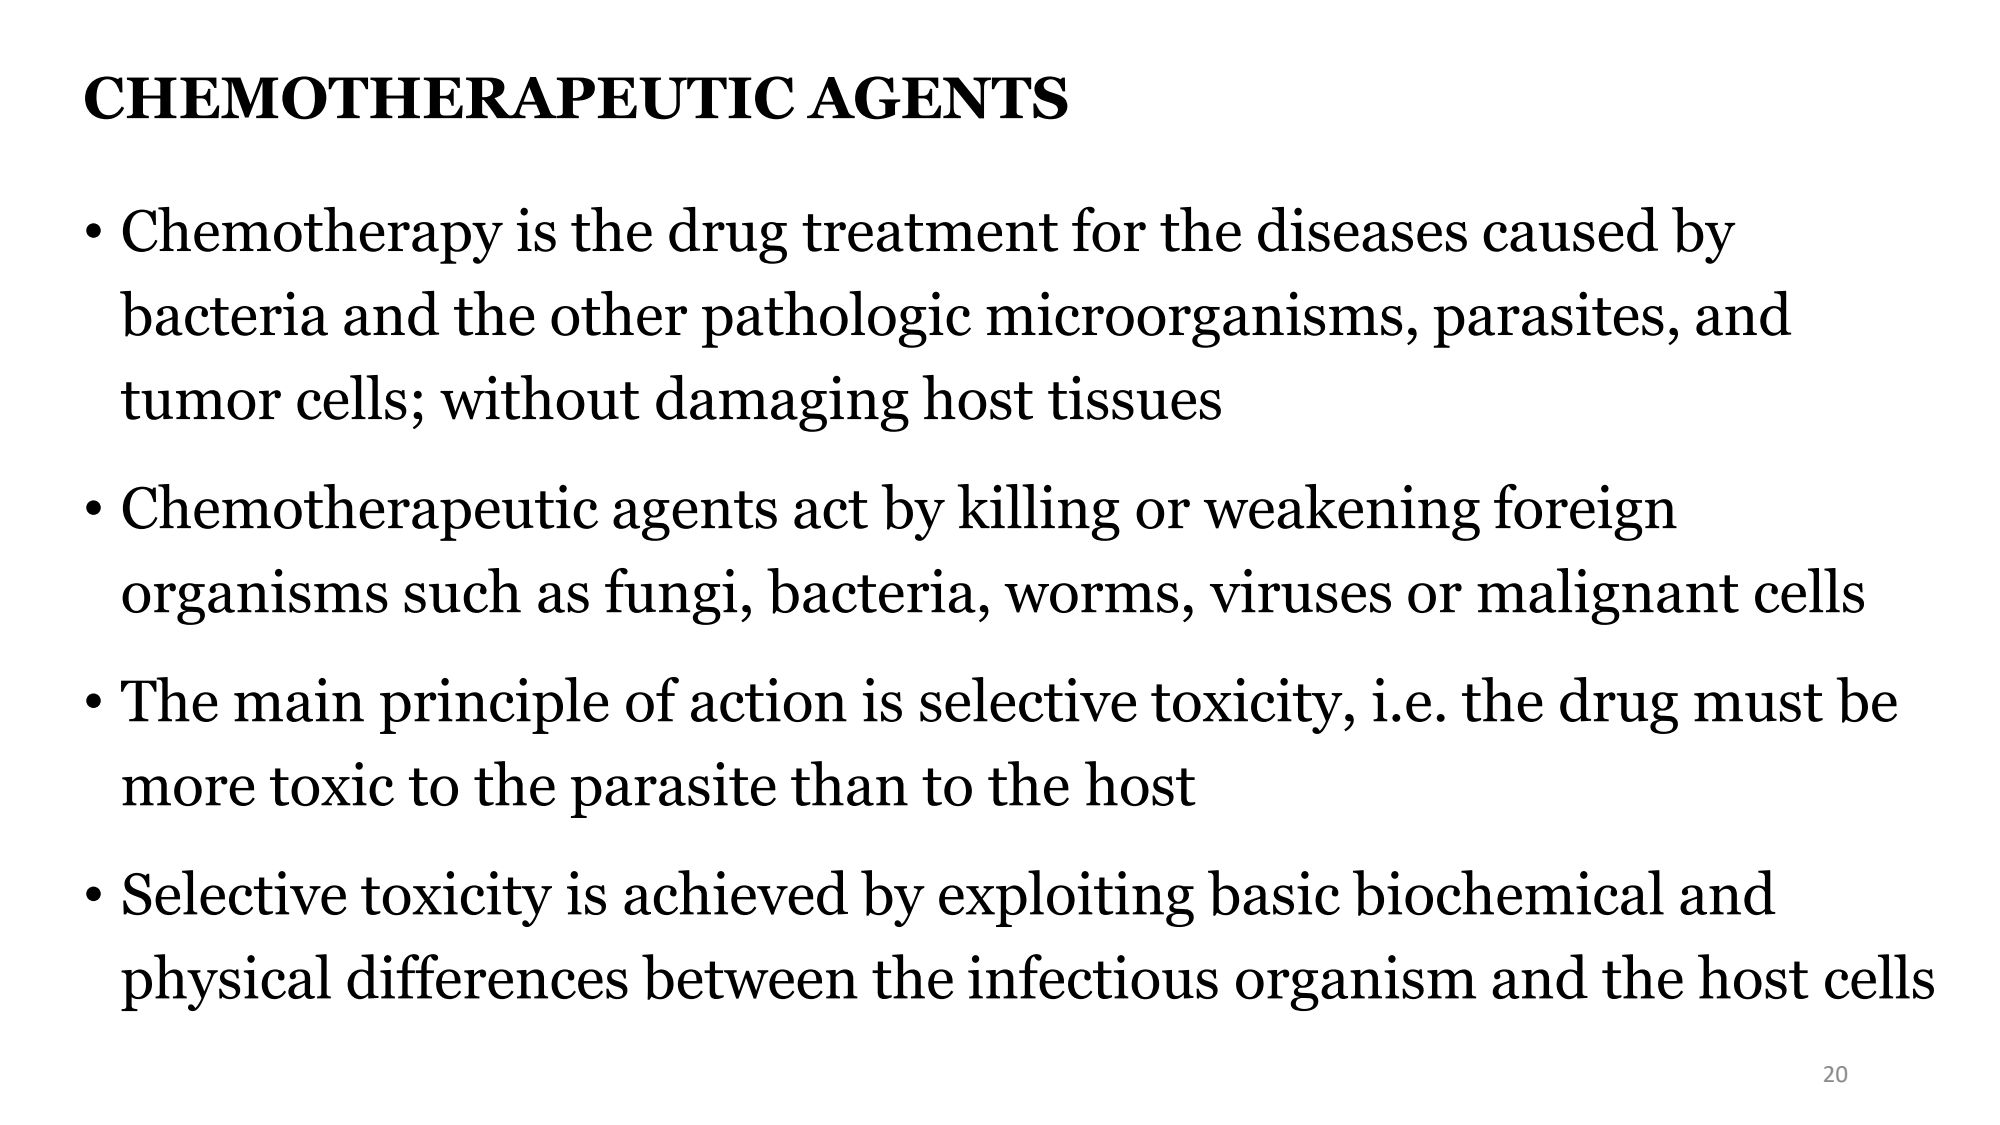 CHEMOTHERAPEUTIC AGENTS
• Chemotherapy is the drug treatment for the diseases caused by
bacteria and the other pathologic microorganisms, parasites, and
tumor cells; without damaging host tissues
• Chemotherapeutic agents act by killing or weakening foreign
organisms such as fungi, bacteria, worms, viruses or malignant cells
• The main principle of action is selective toxicity, i.e. the drug must be
more toxic to the parasite than to the host
• Selective toxicity is achieved by exploiting basic biochemical and
physical differences between the infectious organism and the host cells
20